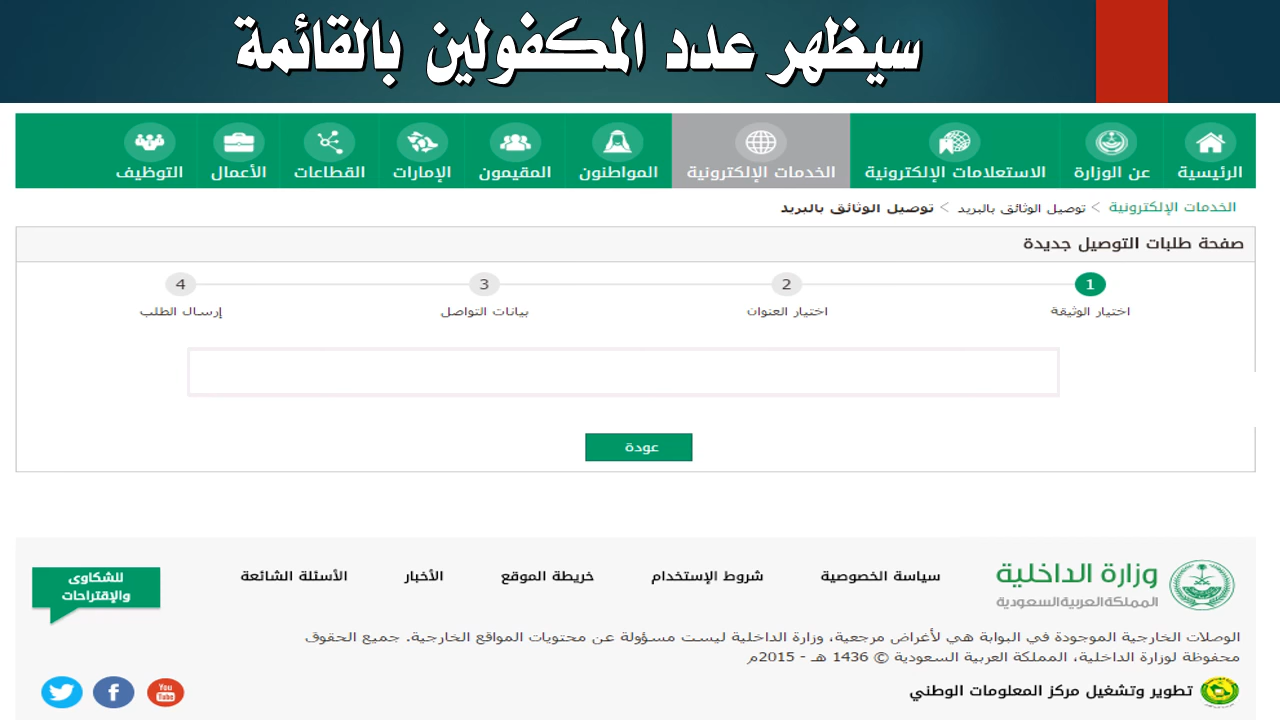 سيظهر عدد المكفولين بالقائمة
الرئيسية عن الوزارة الاستعلامات الإلكترونية الخدمات الإلكترونية المواطنون المقيمون الإمارات القطاعات الأعمال التوظيف
الخدمات الإلكترونية > توصيل الوثائق بالبريد > توصيل الوثائق بالبريد
صفحة طلبات التوصيل جديدة
1 2 3 4
اختيار الوثيقة اختيار العنوان بيانات التواصل إرسال الطلب
عودة
وزارة الداخلية
المملكة العربية السعودية
سياسة الخصوصية شروط الإستخدام خريطة الموقع الأخبار الأسئلة الشائعة
للشكاوى
والإقتراحات
الوصلات الخارجية الموجودة في البوابة هي لأغراض مرجعية، وزارة الداخلية ليست مسؤولة عن محتويات المواقع الخارجية. جميع الحقوق
محفوظة لوزارة الداخلية، المملكة العربية السعودية © 1436 هـ - 2015م
تطوير وتشغيل مركز المعلومات الوطني
You
Tube